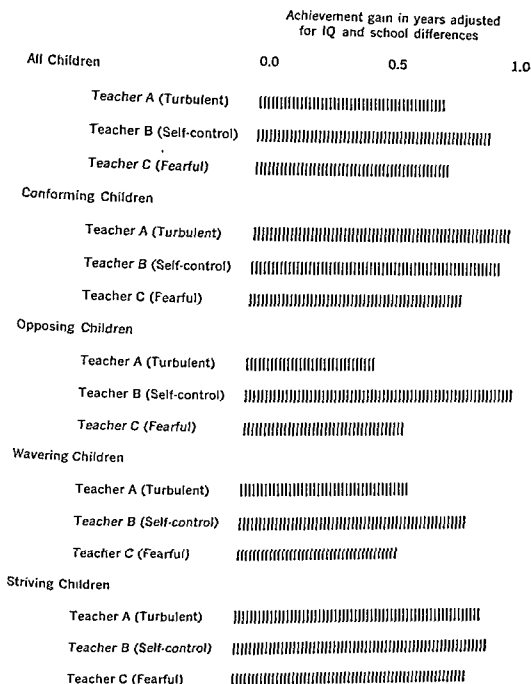 Achievement gain in years adjusted
for IQ and school differences
All Children 0.0 0.5 1.0
Teacher A (Turbulent)
Teacher B (Self-control)
Teacher C (Fearful)
Conforming Children
Teacher A (Turbulent)
Teacher B (Self-control)
Teacher C (Fearful)
Opposing Children
Teacher A (Turbulent)
Teacher B (Self-control)
Teacher C (Fearful)
Wavering Children
Teacher A (Turbulent)
Teacher B (Self-control)
Teacher C (Fearful)
Striving Children
Teacher A (Turbulent)
Teacher B (Self-control)
Teacher C (Fearful)